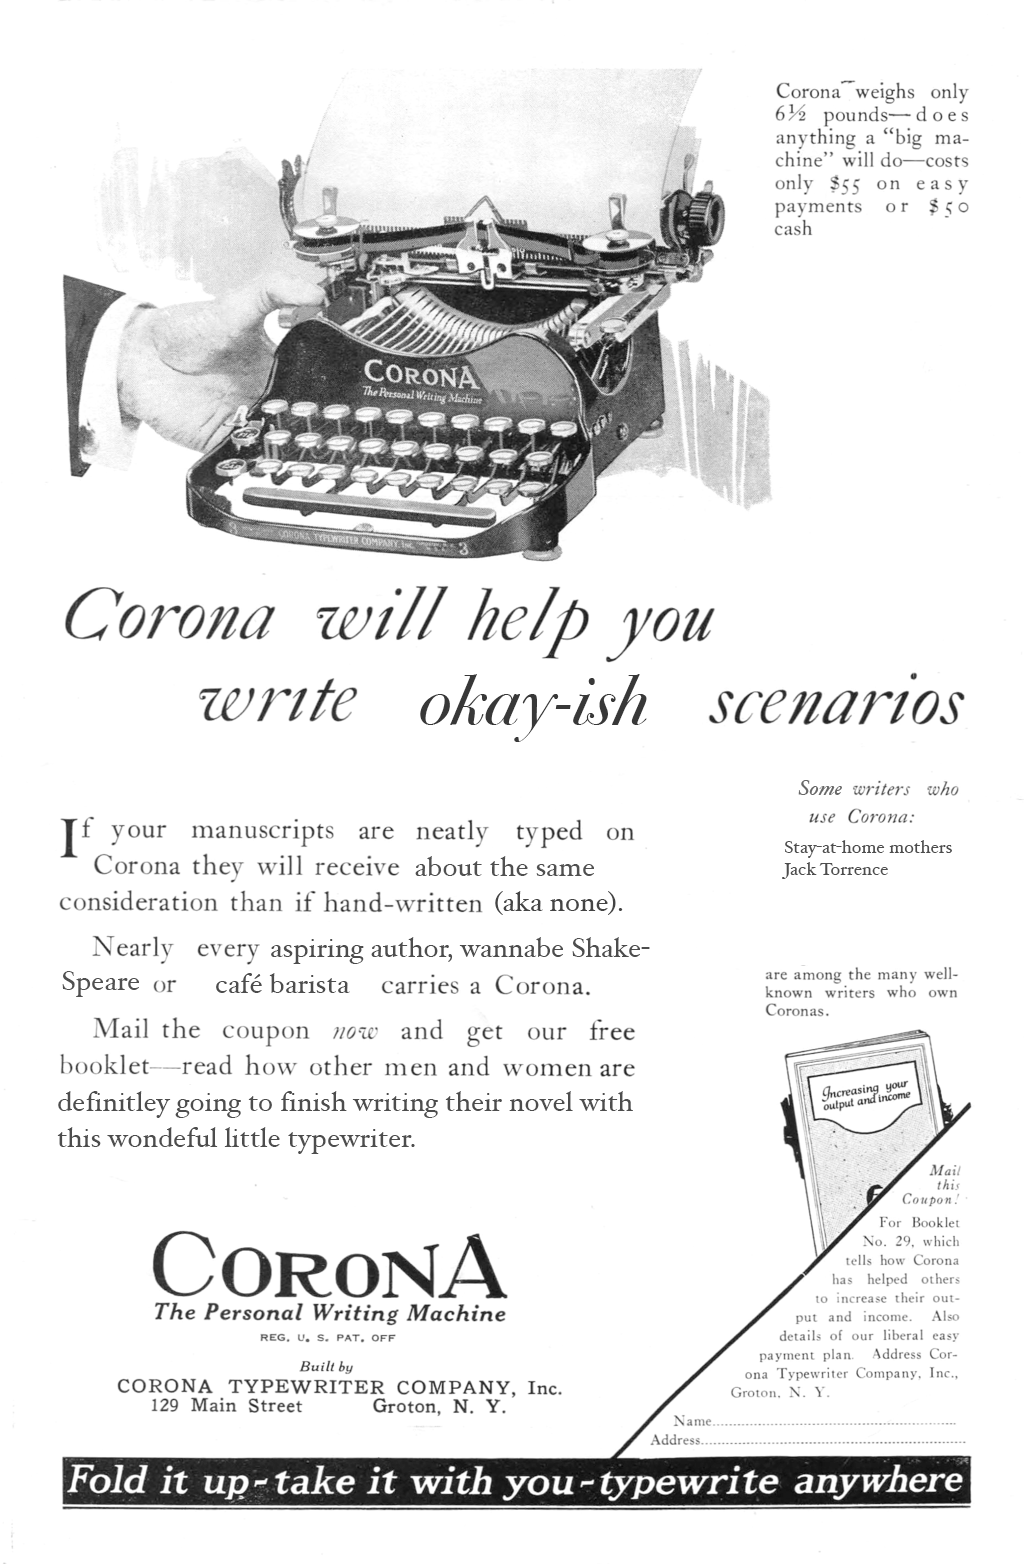 Corona weighs only
6½ pounds—does
anything a “big ma-
chine” will do—costs
only $55 on easy
payments or $50
cash
CORONA
The Personal Writing Machine
3 CORONA TYPEWRITER COMPANY, INC. 3
Corona will help you
write okay-ish scenarios
Some writers who
use Corona:
Stay-at-home mothers
Jack Torrence
are among the many well-
known writers who own
Coronas.
If your manuscripts are neatly typed on
Corona they will receive about the same
consideration than if hand-written (aka none).
Nearly every aspiring author, wannabe Shake-
Speare or café barista carries a Corona.
Mail the coupon now and get our free
booklet—read how other men and women are
definitley going to finish writing their novel with
this wondeful little typewriter.
Increasing your
output and income
Mail
this
Coupon!
For Booklet
No. 29, which
tells how Corona
has helped others
to increase their out-
put and income. Also
details of our liberal easy
payment plan. Address Cor-
ona Typewriter Company, Inc.,
Groton, N. Y.
Name
Address
CORONA
The Personal Writing Machine
REG. U. S. PAT. OFF
Built by
CORONA TYPEWRITER COMPANY, Inc.
129 Main Street Groton, N. Y.
Fold it up-take it with you-typewrite anywhere